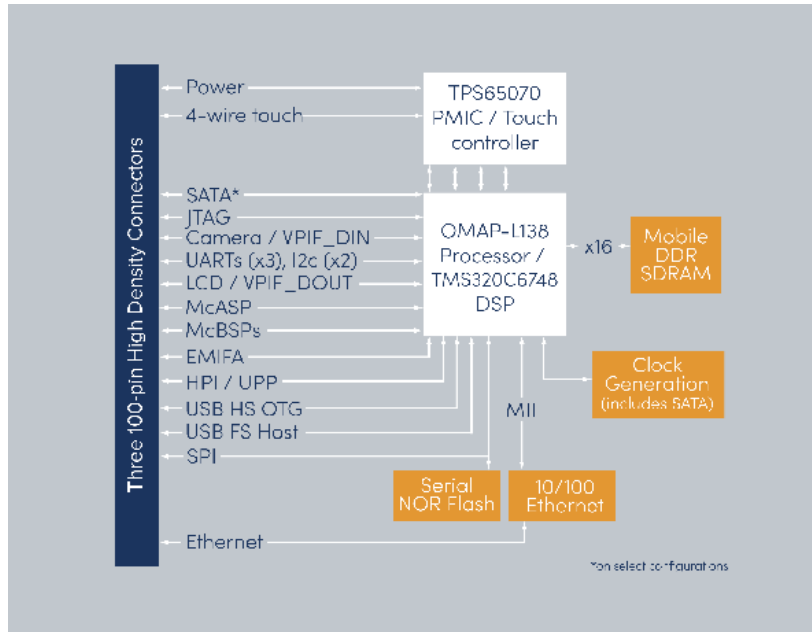 Three 100-pin High Density Connectors
Power
4-wire touch
TPS65070
PMIC / Touch
controller
SATA*
JTAG
Camera / VPIF_DIN
UARTs (x3), I2c (x2)
LCD / VPIF_DOUT
McASP
McBSPs
EMIFA
HPI / UPP
USB HS OTG
USB FS Host
SPI
Ethernet
OMAP-L138
Processor /
TMS320C6748
DSP
x16
Mobile
DDR
SDRAM
Clock
Generation
(includes SATA)
MII
Serial
NOR Flash
10/100
Ethernet
select